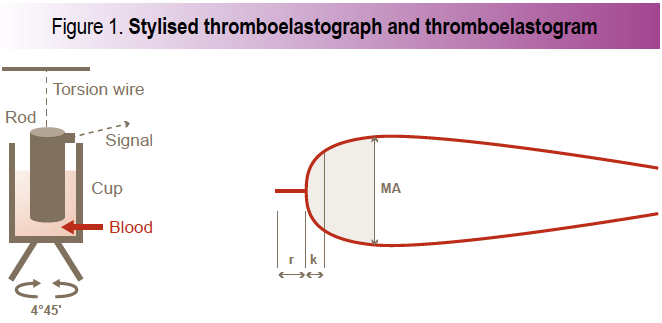 Figure 1. Stylised thromboelastograph and thromboelastogram
Torsion wire
Rod
Signal
Cup
Blood
4°45'
MA
r
k